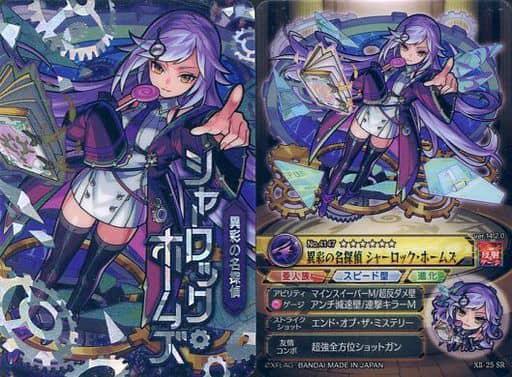 異彩の名探偵
シャーロック・
ホームズ
Ver.14.2.0
No.4147 ★★★★★★
異彩の名探偵 シャーロック・ホームズ
反射
亜人族
スピード型
進化
アビリティ
マインスイーパーM/超反ダメ壁
ゲージ
アンチ減速壁/連撃キラーM
ストライク
ショット
エンド・オブ・ザ・ミステリー
友情
コンボ
超強全方位ショットガン
©XFLAG BANDAI MADE IN JAPAN
XII-25 SR